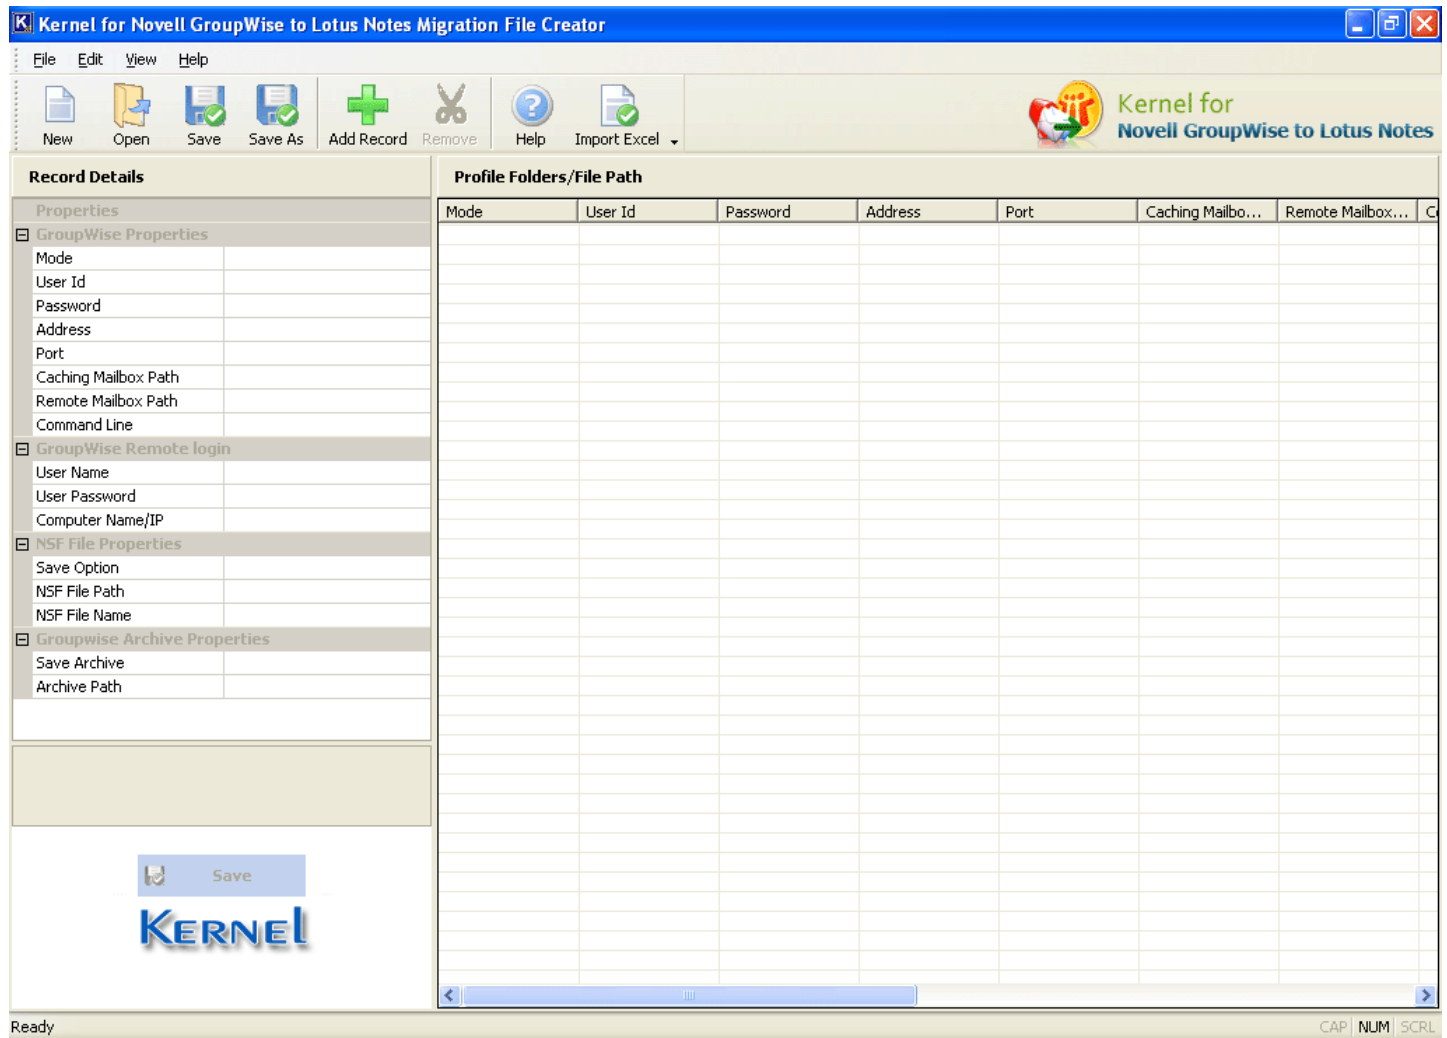 Kernel for Novell GroupWise to Lotus Notes Migration File Creator
File Edit View Help
New Open Save Save As Add Record Remove Help Import Excel
Kernel for
Novell GroupWise to Lotus Notes
Record Details
Profile Folders/File Path
Properties
Mode User Id Password Address Port Caching Mailbo... Remote Mailbox...
GroupWise Properties
Mode
User Id
Password
Address
Port
Caching Mailbox Path
Remote Mailbox Path
Command Line
GroupWise Remote login
User Name
User Password
Computer Name/IP
NSF File Properties
Save Option
NSF File Path
NSF File Name
Groupwise Archive Properties
Save Archive
Archive Path
Save
KERNEL
Ready
CAP NUM SCRL